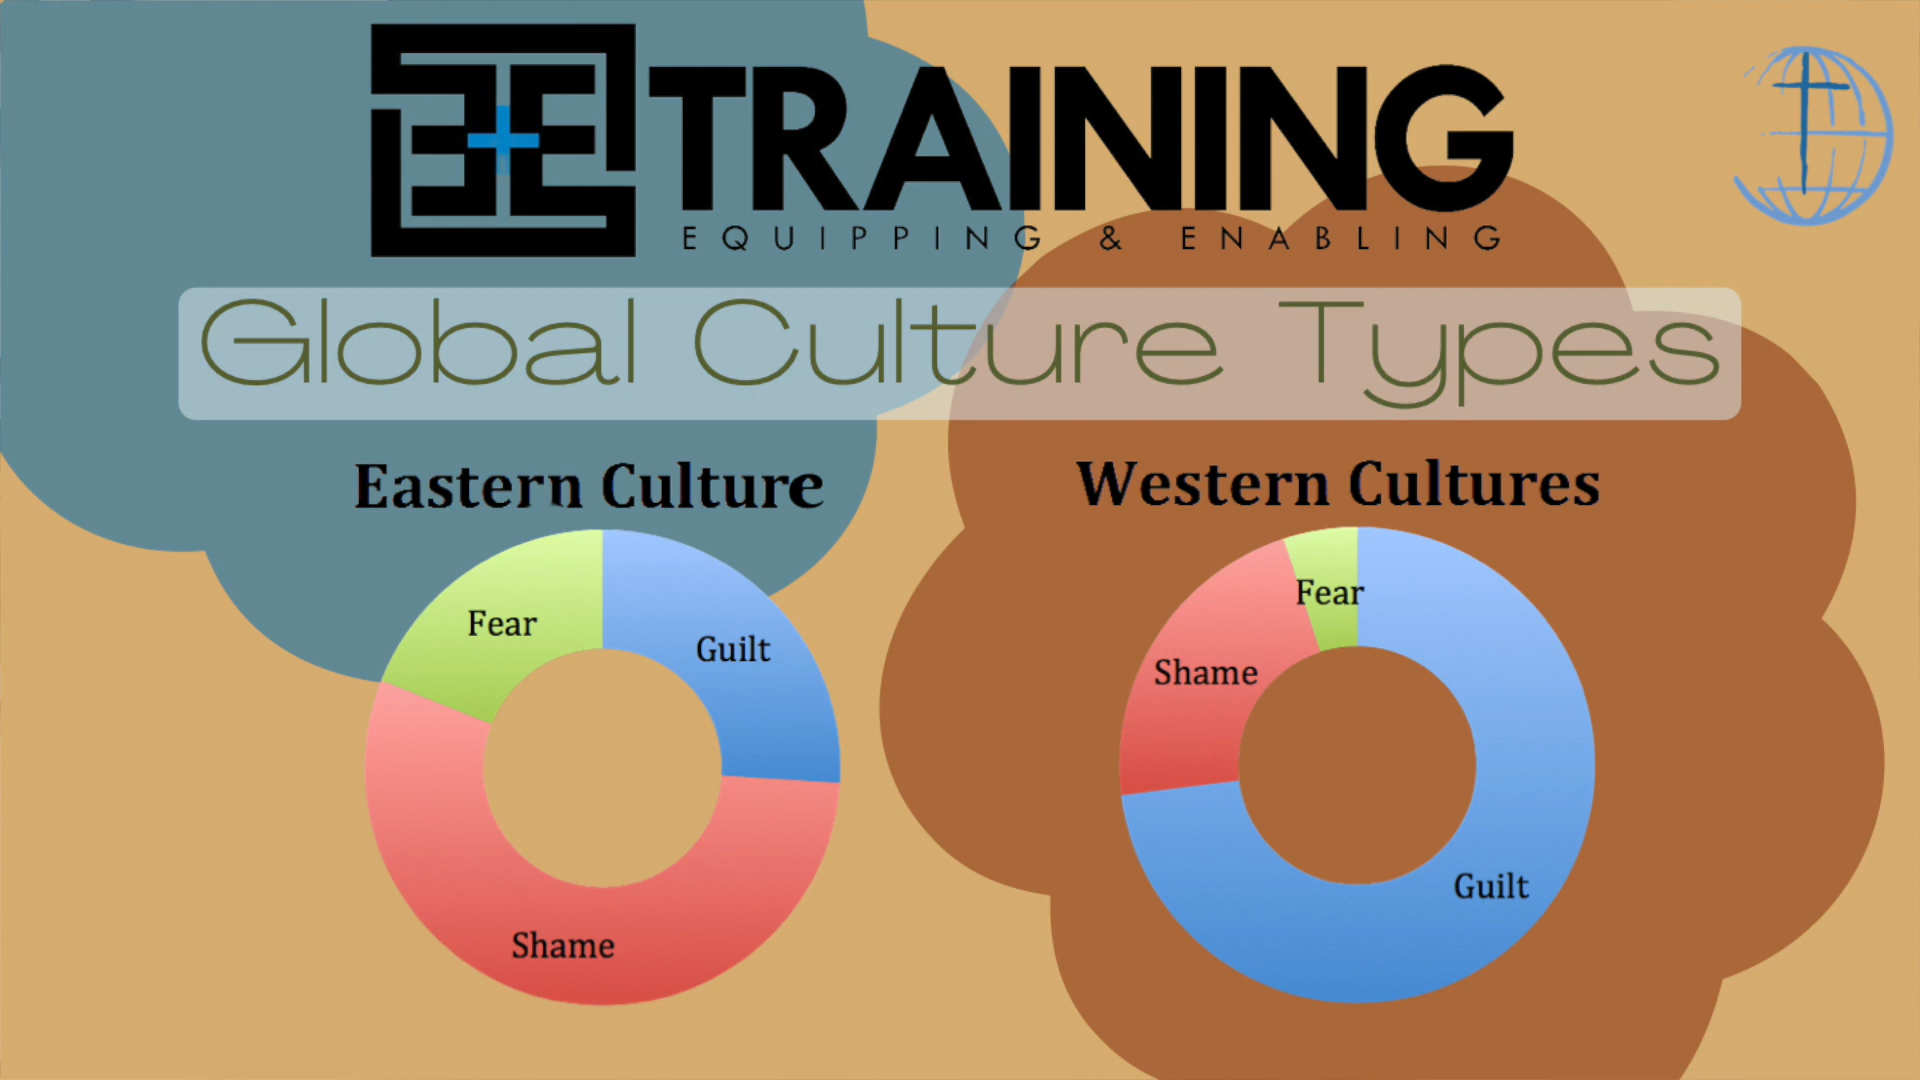 E+E TRAINING
EQUIPPING & ENABLING
Global Culture Types
Eastern Culture
Western Cultures
Fear
Guilt
Shame
Fear
Shame
Guilt